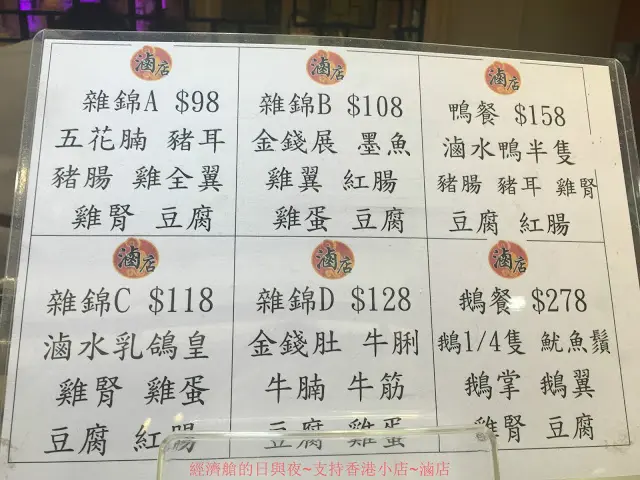 滷店
雜錦A $98
五花腩 豬耳
豬腸 雞全翼
雞腎 豆腐
滷店
雜錦B $108
金錢展 墨魚
雞翼 紅腸
雞蛋 豆腐
滷店
鴨餐 $158
滷水鴨半隻
豬腸 豬耳 雞腎
豆腐 紅腸
滷店
雜錦C $118
滷水乳鴿皇
雞腎 雞蛋
豆腐 紅腸
滷店
雜錦D $128
金錢肚 牛脷
牛腩 牛筋
豆腐 雞蛋
滷店
鵝餐 $278
鵝1/4隻 魷魚鬚
鵝掌 鵝翼
雞腎 豆腐
經濟艙的日與夜~支持香港小店~滷店